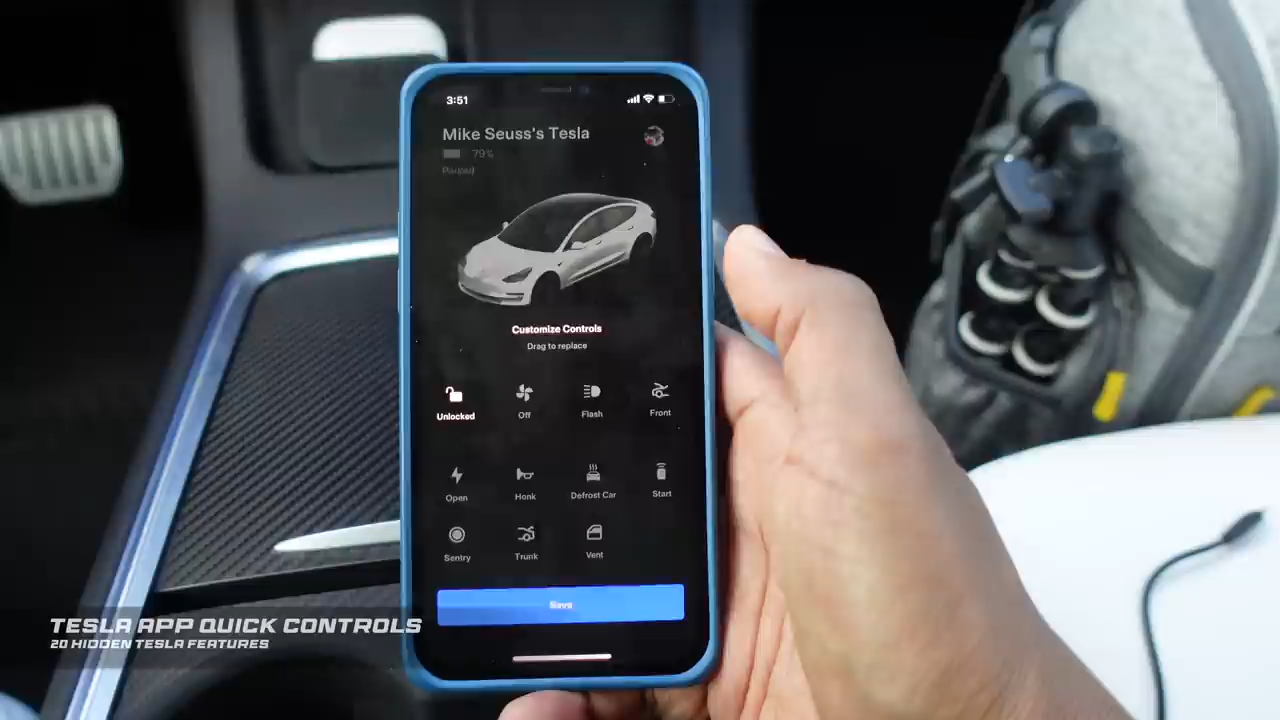 3:51
Mike Seuss's Tesla
79%
Parked
Customize Controls
Drag to replace
Unlocked Off Flash Front
Open Honk Defrost Car Start
Sentry Trunk Vent
Save
TESLA APP QUICK CONTROLS
20 HIDDEN TESLA FEATURES